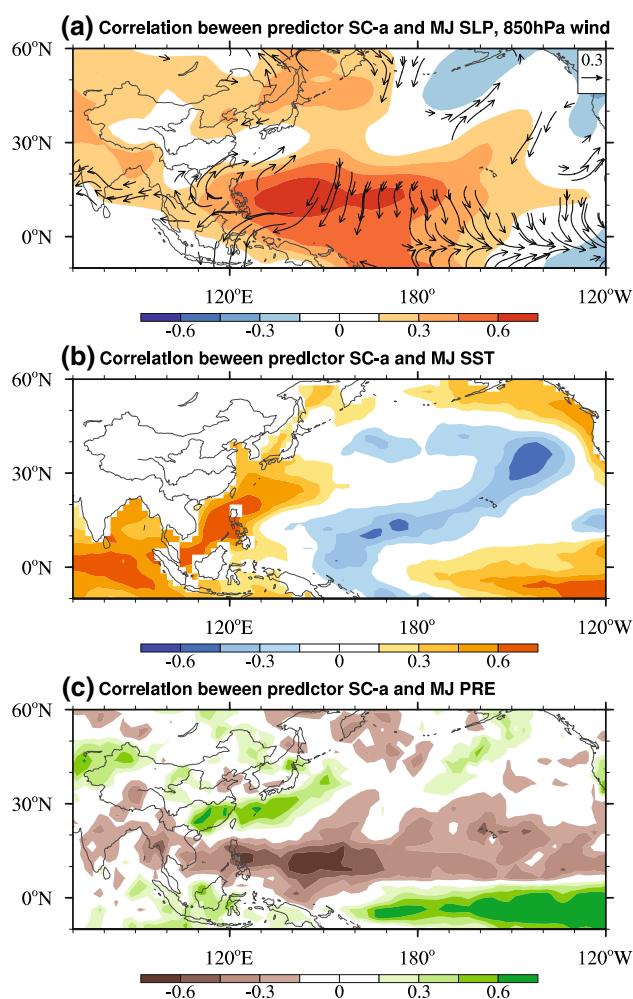 (a) Correlation beween predictor SC-a and MJ SLP, 850hPa wind
60°N
0.3
30°N
0°N
120°E 180° 120°W
-0.6 -0.3 0 0.3 0.6
(b) Correlation beween predictor SC-a and MJ SST
60°N
30°N
0°N
120°E 180° 120°W
-0.6 -0.3 0 0.3 0.6
(c) Correlation beween predictor SC-a and MJ PRE
60°N
30°N
0°N
120°E 180° 120°W
-0.6 -0.3 0 0.3 0.6